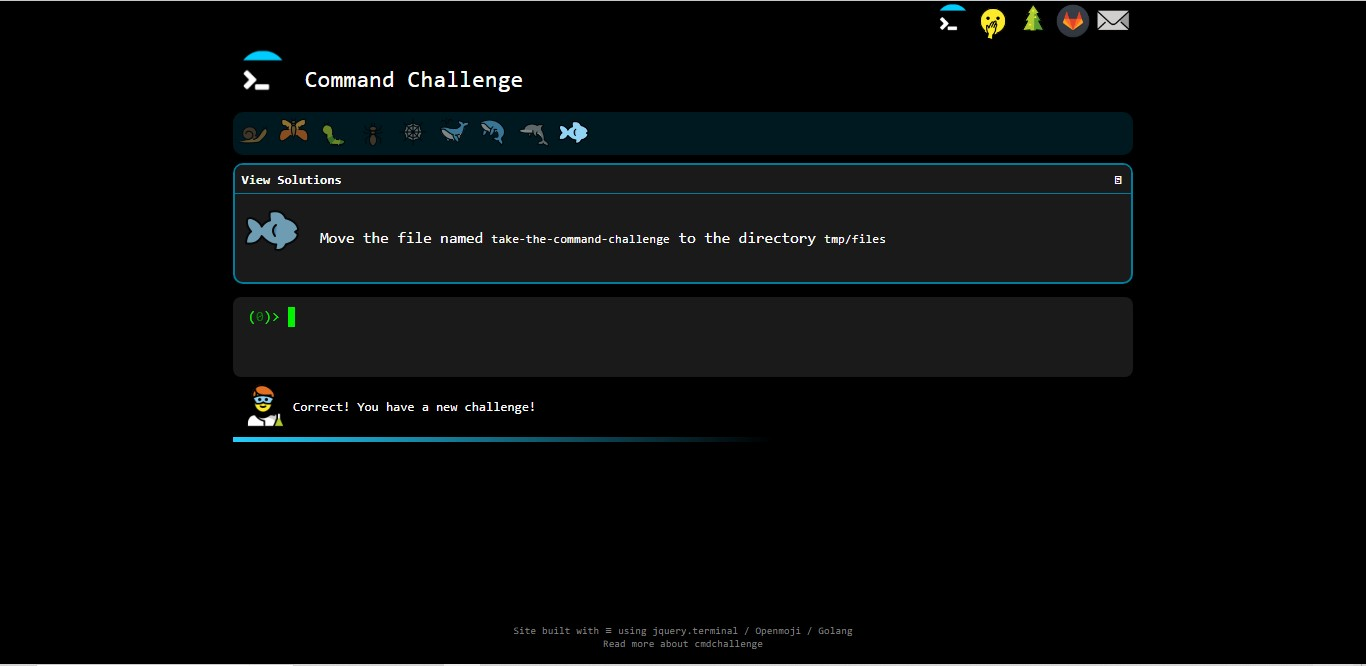 Command Challenge
View Solutions
Move the file named take-the-command-challenge to the directory tmp/files
(0)>
Correct! You have a new challenge!
Site built with ≡ using jquery.terminal / Openmoji / Golang
Read more about cmdchallenge